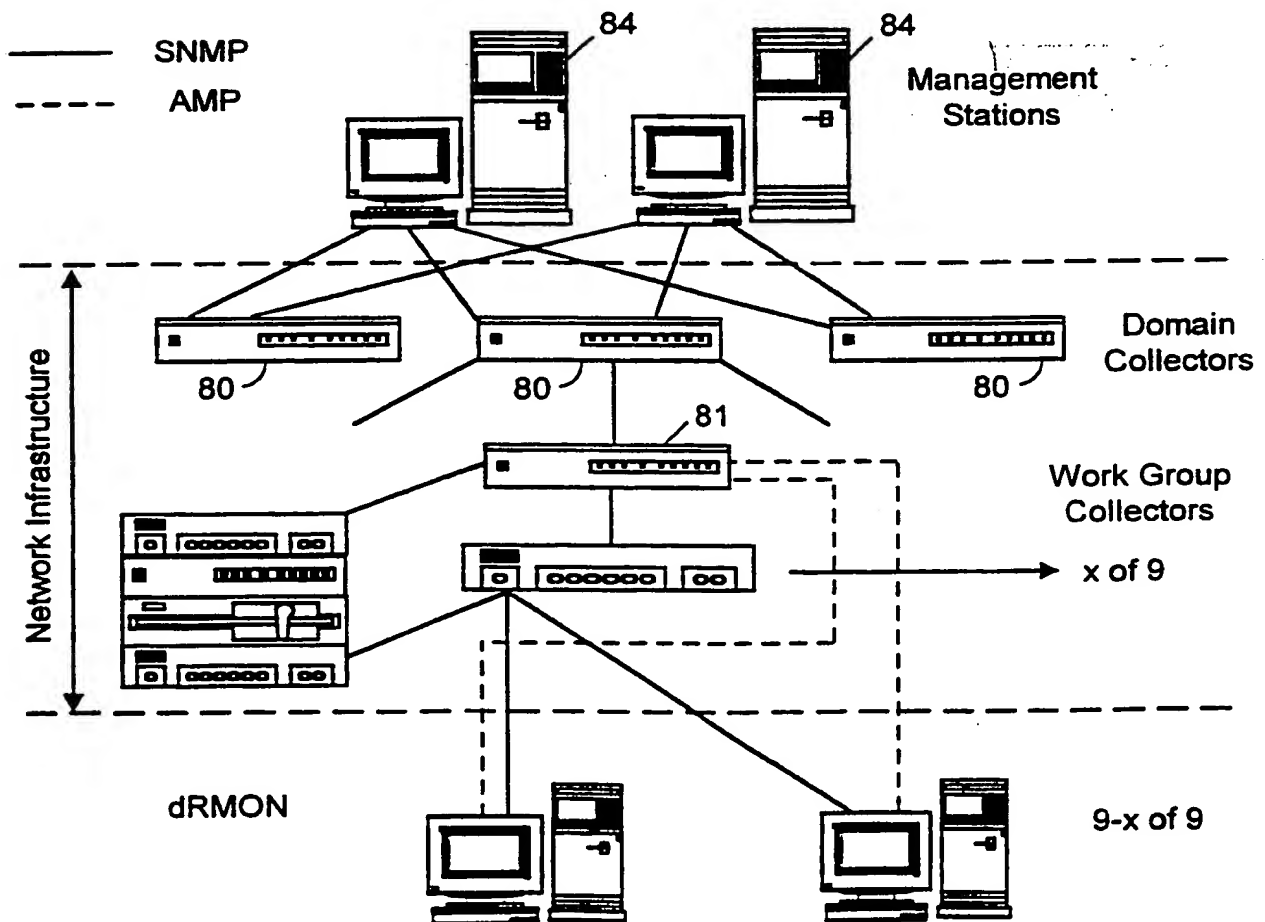 SNMP
AMP
84
84
Management
Stations
Network Infrastructure
80
80
80
Domain
Collectors
81
Work Group
Collectors
x of 9
dRMON
9-x of 9